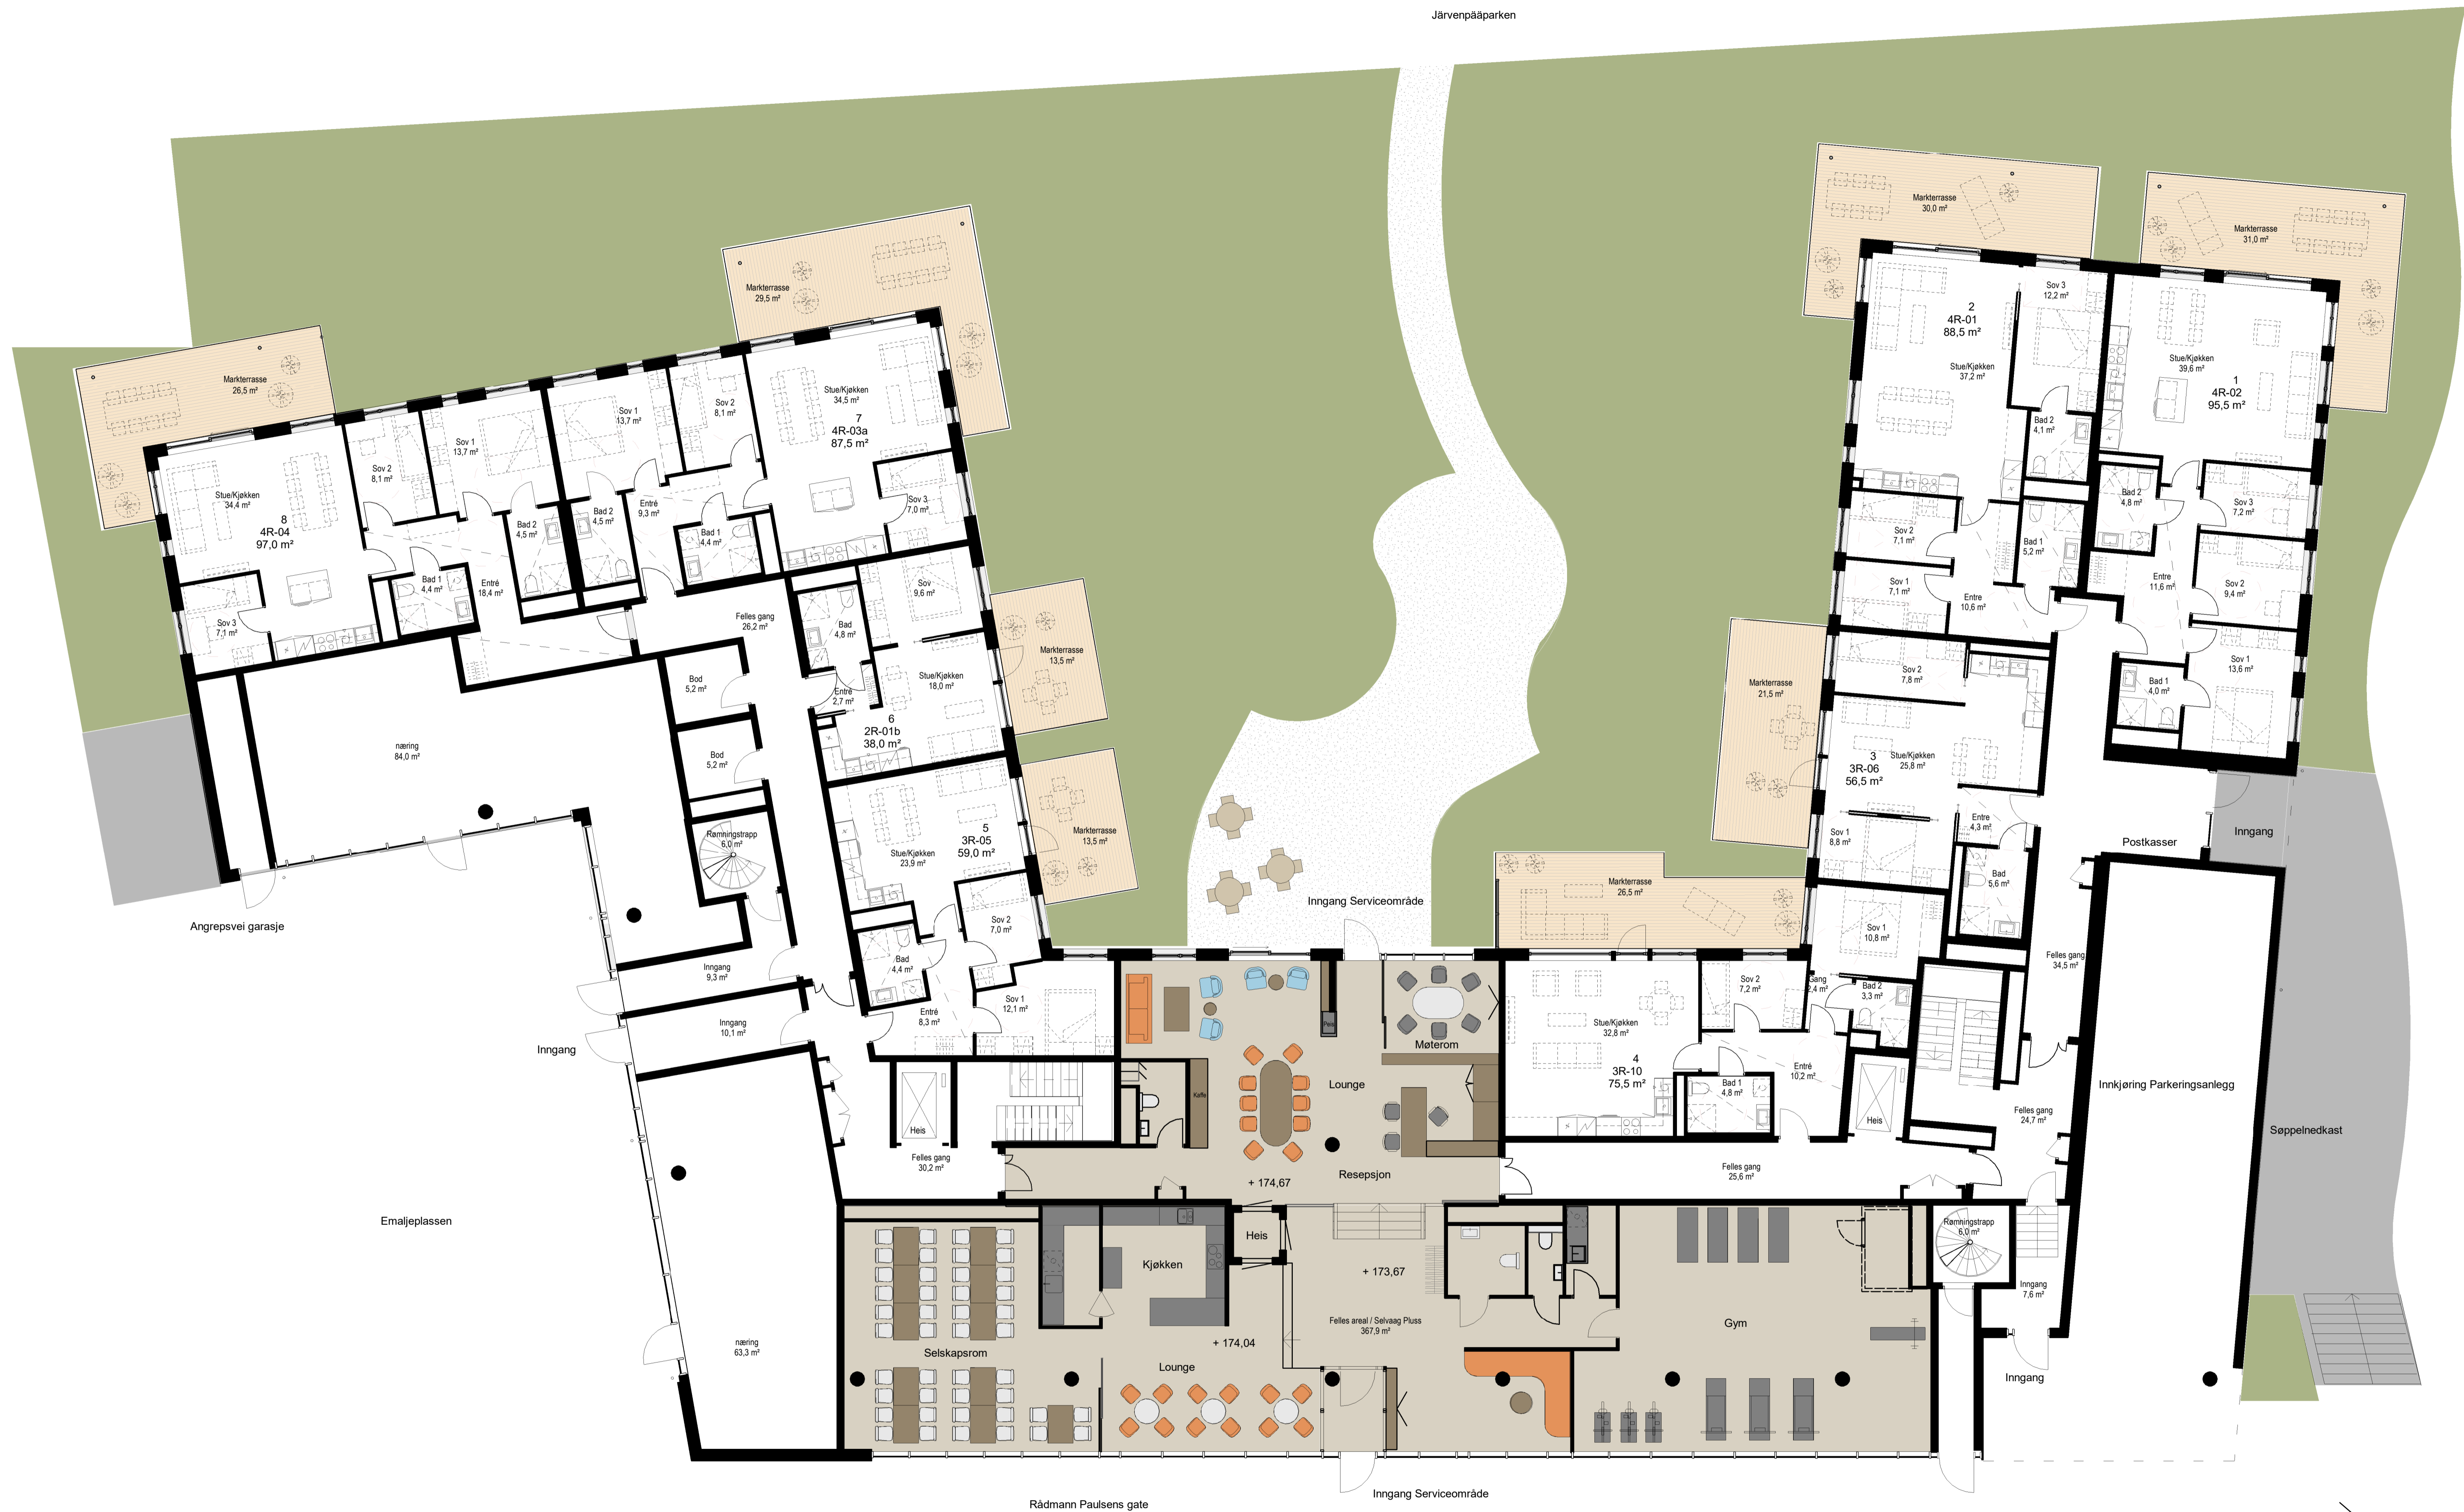 Järvenpääparken
Markterrasse
30,0 m²
Markterrasse
31,0 m²
Markterrasse
29,5 m²
Markterrasse
26,5 m²
2
4R-01
88,5 m²
Stue/Kjøkken
37,2 m²
Sov 3
12,2 m²
Bad 2
4,1 m²
Sov 2
7,1 m²
Bad 1
5,2 m²
Sov 1
7,1 m²
Entre
10,6 m²
Stue/Kjøkken
39,6 m²
1
4R-02
95,5 m²
Bad 2
4,8 m²
Sov 3
7,2 m²
Entre
11,6 m²
Sov 2
9,4 m²
Sov 1
13,6 m²
Bad 1
4,0 m²
Stue/Kjøkken
34,5 m²
7
4R-03a
87,5 m²
Sov 3
7,0 m²
Sov 2
8,1 m²
Sov 1
13,7 m²
Bad 2
4,5 m²
Entré
9,3 m²
Bad 1
4,4 m²
Stue/Kjøkken
34,4 m²
8
4R-04
97,0 m²
Sov 2
8,1 m²
Sov 1
13,7 m²
Bad 2
4,5 m²
Bad 1
4,4 m²
Entré
18,4 m²
Sov 3
7,1 m²
Felles gang
26,2 m²
Bad
4,8 m²
Sov
9,6 m²
Entré
2,7 m²
Stue/Kjøkken
18,0 m²
6
2R-01b
38,0 m²
Markterrasse
13,5 m²
Bod
5,2 m²
Bod
5,2 m²
næring
84,0 m²
Rømningstrapp
6,0 m²
5
3R-05
59,0 m²
Stue/Kjøkken
23,9 m²
Markterrasse
13,5 m²
Sov 2
7,0 m²
Bad
4,4 m²
Entré
8,3 m²
Sov 1
12,1 m²
Angrepsvei garasje
Inngang
9,3 m²
Inngang
10,1 m²
Inngang
Markterrasse
21,5 m²
Sov 2
7,8 m²
3
3R-06
56,5 m²
Stue/Kjøkken
25,8 m²
Sov 1
8,8 m²
Entre
4,3 m²
Bad
5,6 m²
Postkasser
Inngang
Inngang Serviceområde
Markterrasse
26,5 m²
Sov 1
10,8 m²
Felles gang
34,5 m²
Stue/Kjøkken
32,8 m²
4
3R-10
75,5 m²
Sov 2
7,2 m²
Gang
2,4 m²
Bad 2
3,3 m²
Bad 1
4,8 m²
Entré
10,2 m²
Heis
Felles gang
24,7 m²
Innkjøring Parkeringsanlegg
Søppelnedkast
Peis
Møterom
Lounge
Kaffe
Resepsjon
+ 174,67
Heis
Felles gang
30,2 m²
Felles gang
25,6 m²
Emaljeplassen
næring
63,3 m²
Selskapsrom
Kjøkken
Heis
+ 174,04
Lounge
+ 173,67
Felles areal / Selvaag Pluss
367,9 m²
Gym
Rømningstrapp
6,0 m²
Inngang
7,6 m²
Inngang
Inngang Serviceområde
Rådmann Paulsens gate